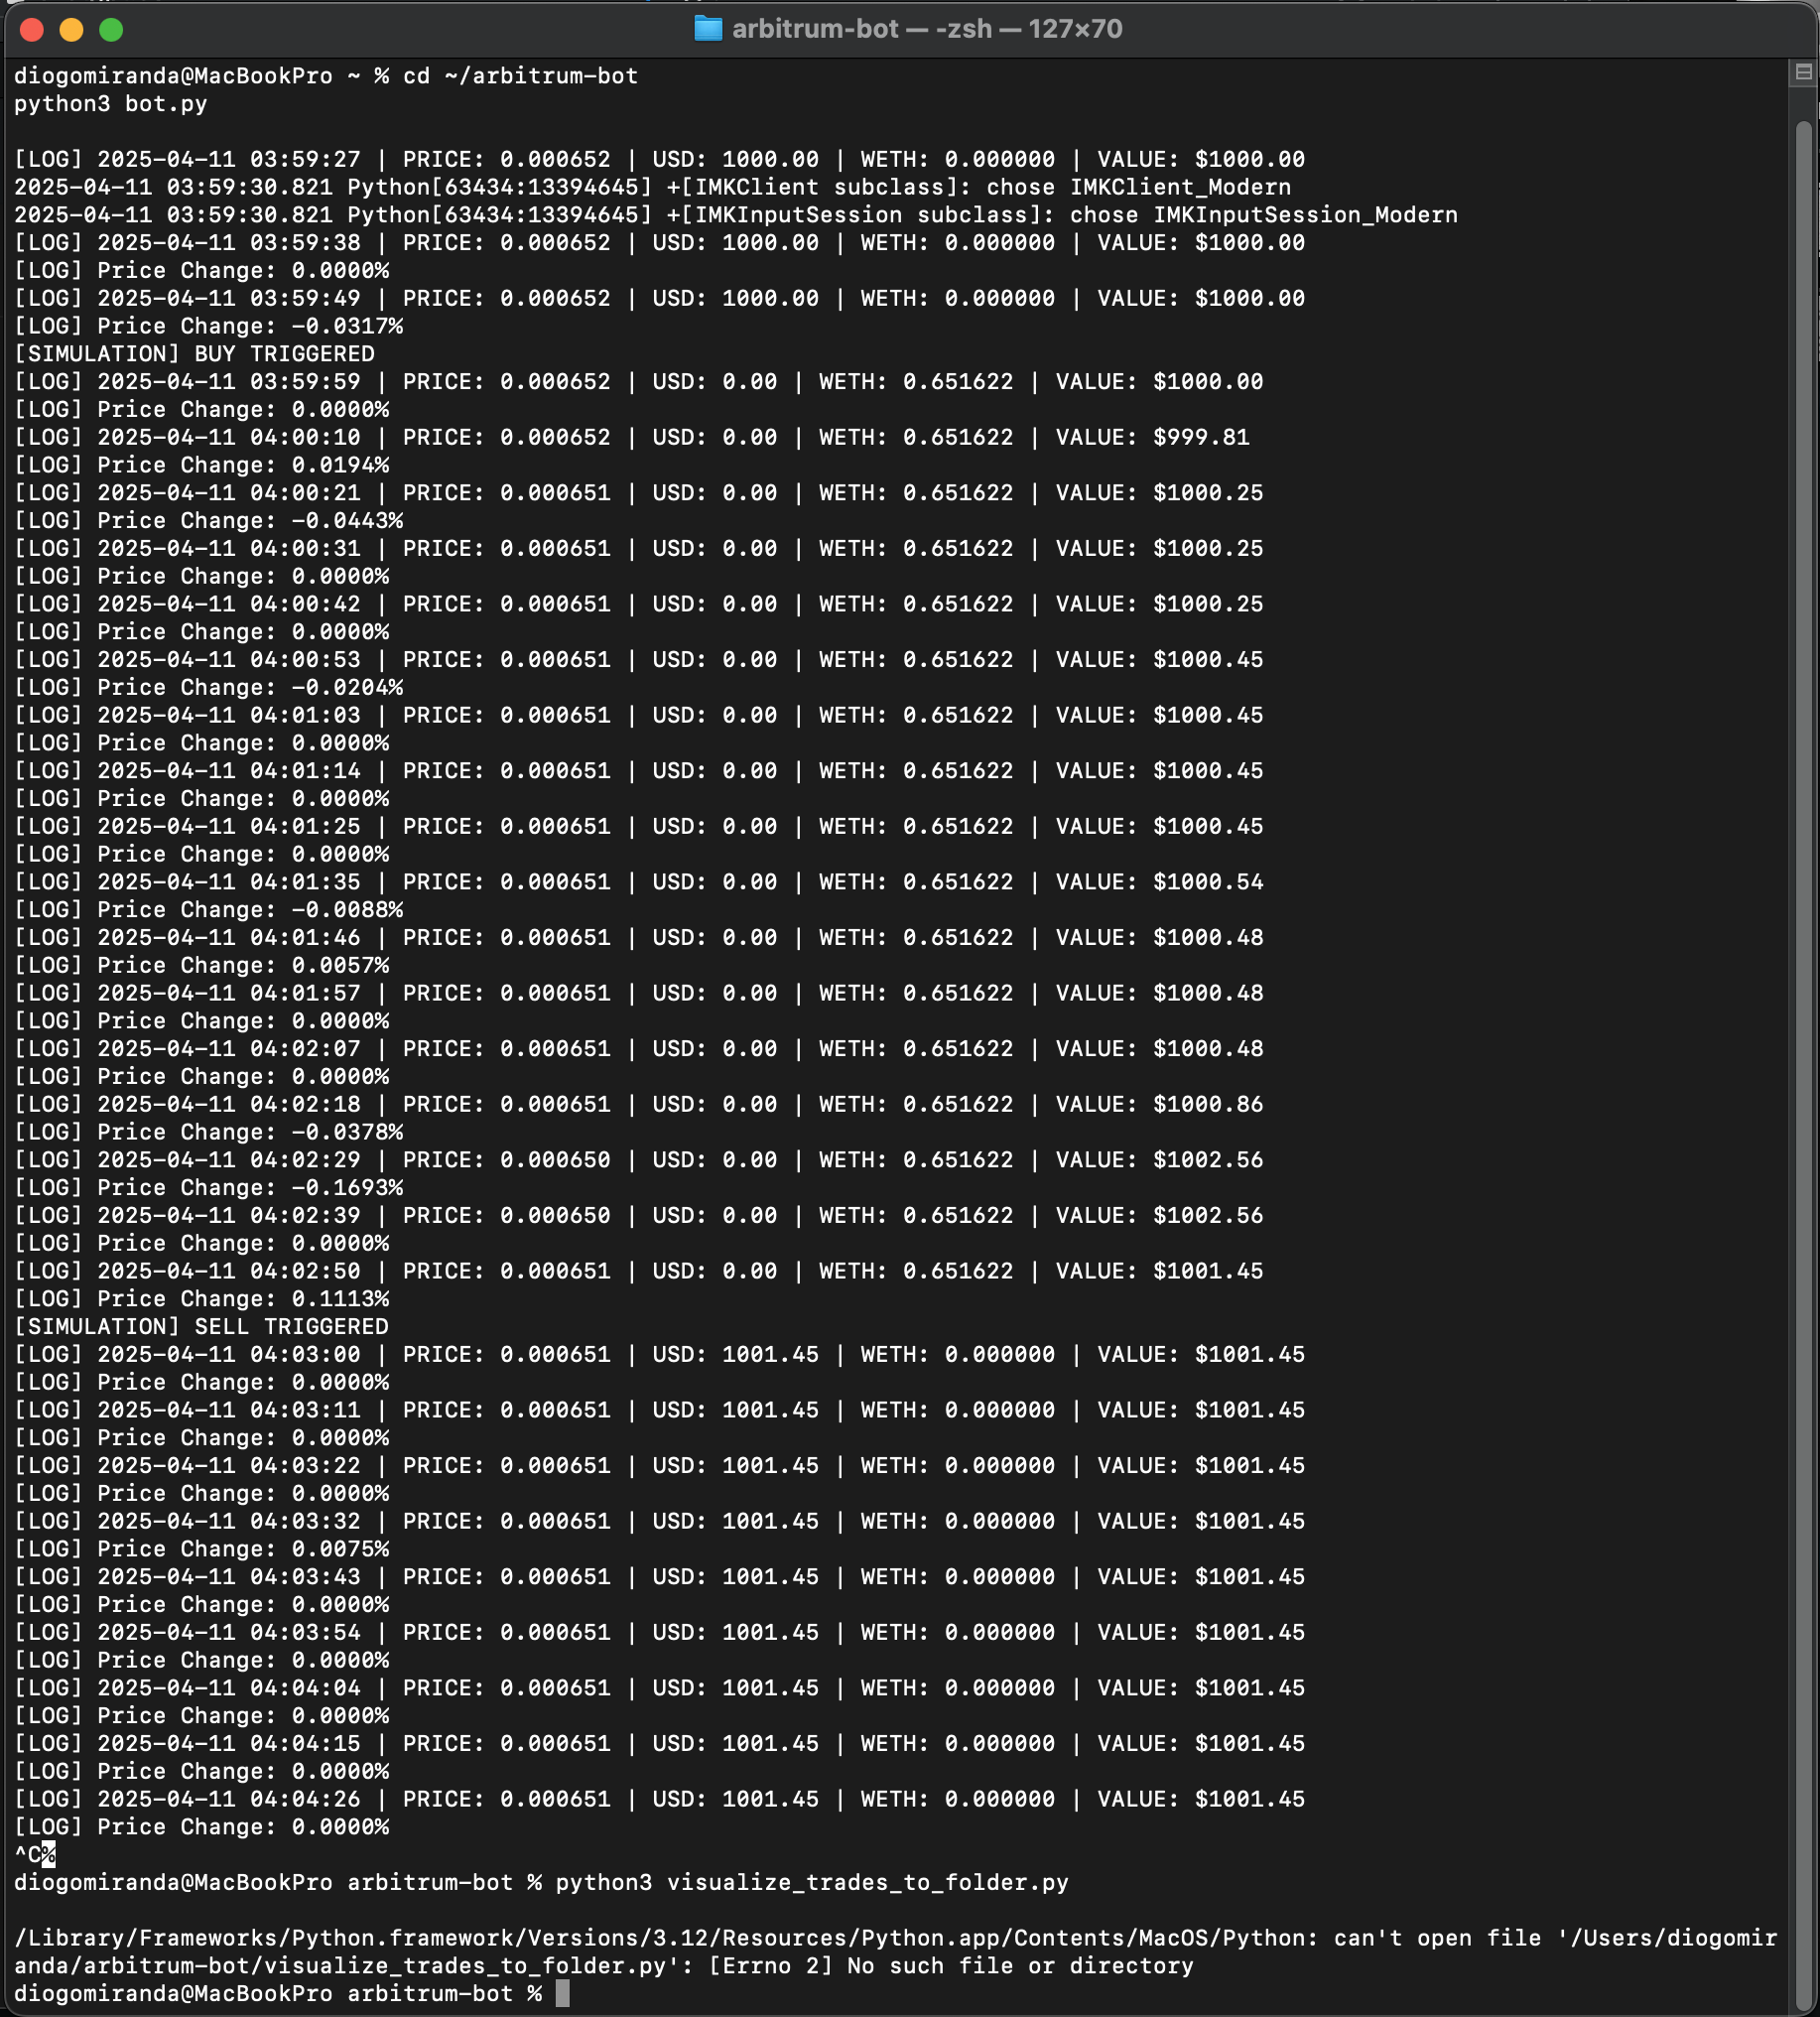 arbitrum-bot — -zsh — 127×70
diogomiranda@MacBookPro ~ % cd ~/arbitrum-bot
python3 bot.py
[LOG] 2025-04-11 03:59:27 | PRICE: 0.000652 | USD: 1000.00 | WETH: 0.000000 | VALUE: $1000.00
2025-04-11 03:59:30.821 Python[63434:13394645] +[IMKClient subclass]: chose IMKClient_Modern
2025-04-11 03:59:30.821 Python[63434:13394645] +[IMKInputSession subclass]: chose IMKInputSession_Modern
[LOG] 2025-04-11 03:59:38 | PRICE: 0.000652 | USD: 1000.00 | WETH: 0.000000 | VALUE: $1000.00
[LOG] Price Change: 0.0000%
[LOG] 2025-04-11 03:59:49 | PRICE: 0.000652 | USD: 1000.00 | WETH: 0.000000 | VALUE: $1000.00
[LOG] Price Change: -0.0317%
[SIMULATION] BUY TRIGGERED
[LOG] 2025-04-11 03:59:59 | PRICE: 0.000652 | USD: 0.00 | WETH: 0.651622 | VALUE: $1000.00
[LOG] Price Change: 0.0000%
[LOG] 2025-04-11 04:00:10 | PRICE: 0.000652 | USD: 0.00 | WETH: 0.651622 | VALUE: $999.81
[LOG] Price Change: 0.0194%
[LOG] 2025-04-11 04:00:21 | PRICE: 0.000651 | USD: 0.00 | WETH: 0.651622 | VALUE: $1000.25
[LOG] Price Change: -0.0443%
[LOG] 2025-04-11 04:00:31 | PRICE: 0.000651 | USD: 0.00 | WETH: 0.651622 | VALUE: $1000.25
[LOG] Price Change: 0.0000%
[LOG] 2025-04-11 04:00:42 | PRICE: 0.000651 | USD: 0.00 | WETH: 0.651622 | VALUE: $1000.25
[LOG] Price Change: 0.0000%
[LOG] 2025-04-11 04:00:53 | PRICE: 0.000651 | USD: 0.00 | WETH: 0.651622 | VALUE: $1000.45
[LOG] Price Change: -0.0204%
[LOG] 2025-04-11 04:01:03 | PRICE: 0.000651 | USD: 0.00 | WETH: 0.651622 | VALUE: $1000.45
[LOG] Price Change: 0.0000%
[LOG] 2025-04-11 04:01:14 | PRICE: 0.000651 | USD: 0.00 | WETH: 0.651622 | VALUE: $1000.45
[LOG] Price Change: 0.0000%
[LOG] 2025-04-11 04:01:25 | PRICE: 0.000651 | USD: 0.00 | WETH: 0.651622 | VALUE: $1000.45
[LOG] Price Change: 0.0000%
[LOG] 2025-04-11 04:01:35 | PRICE: 0.000651 | USD: 0.00 | WETH: 0.651622 | VALUE: $1000.54
[LOG] Price Change: -0.0088%
[LOG] 2025-04-11 04:01:46 | PRICE: 0.000651 | USD: 0.00 | WETH: 0.651622 | VALUE: $1000.48
[LOG] Price Change: 0.0057%
[LOG] 2025-04-11 04:01:57 | PRICE: 0.000651 | USD: 0.00 | WETH: 0.651622 | VALUE: $1000.48
[LOG] Price Change: 0.0000%
[LOG] 2025-04-11 04:02:07 | PRICE: 0.000651 | USD: 0.00 | WETH: 0.651622 | VALUE: $1000.48
[LOG] Price Change: 0.0000%
[LOG] 2025-04-11 04:02:18 | PRICE: 0.000651 | USD: 0.00 | WETH: 0.651622 | VALUE: $1000.86
[LOG] Price Change: -0.0378%
[LOG] 2025-04-11 04:02:29 | PRICE: 0.000650 | USD: 0.00 | WETH: 0.651622 | VALUE: $1002.56
[LOG] Price Change: -0.1693%
[LOG] 2025-04-11 04:02:39 | PRICE: 0.000650 | USD: 0.00 | WETH: 0.651622 | VALUE: $1002.56
[LOG] Price Change: 0.0000%
[LOG] 2025-04-11 04:02:50 | PRICE: 0.000651 | USD: 0.00 | WETH: 0.651622 | VALUE: $1001.45
[LOG] Price Change: 0.1113%
[SIMULATION] SELL TRIGGERED
[LOG] 2025-04-11 04:03:00 | PRICE: 0.000651 | USD: 1001.45 | WETH: 0.000000 | VALUE: $1001.45
[LOG] Price Change: 0.0000%
[LOG] 2025-04-11 04:03:11 | PRICE: 0.000651 | USD: 1001.45 | WETH: 0.000000 | VALUE: $1001.45
[LOG] Price Change: 0.0000%
[LOG] 2025-04-11 04:03:22 | PRICE: 0.000651 | USD: 1001.45 | WETH: 0.000000 | VALUE: $1001.45
[LOG] Price Change: 0.0000%
[LOG] 2025-04-11 04:03:32 | PRICE: 0.000651 | USD: 1001.45 | WETH: 0.000000 | VALUE: $1001.45
[LOG] Price Change: 0.0075%
[LOG] 2025-04-11 04:03:43 | PRICE: 0.000651 | USD: 1001.45 | WETH: 0.000000 | VALUE: $1001.45
[LOG] Price Change: 0.0000%
[LOG] 2025-04-11 04:03:54 | PRICE: 0.000651 | USD: 1001.45 | WETH: 0.000000 | VALUE: $1001.45
[LOG] Price Change: 0.0000%
[LOG] 2025-04-11 04:04:04 | PRICE: 0.000651 | USD: 1001.45 | WETH: 0.000000 | VALUE: $1001.45
[LOG] Price Change: 0.0000%
[LOG] 2025-04-11 04:04:15 | PRICE: 0.000651 | USD: 1001.45 | WETH: 0.000000 | VALUE: $1001.45
[LOG] Price Change: 0.0000%
[LOG] 2025-04-11 04:04:26 | PRICE: 0.000651 | USD: 1001.45 | WETH: 0.000000 | VALUE: $1001.45
[LOG] Price Change: 0.0000%
^C%
diogomiranda@MacBookPro arbitrum-bot % python3 visualize_trades_to_folder.py
/Library/Frameworks/Python.framework/Versions/3.12/Resources/Python.app/Contents/MacOS/Python: can't open file '/Users/diogomir
anda/arbitrum-bot/visualize_trades_to_folder.py': [Errno 2] No such file or directory
diogomiranda@MacBookPro arbitrum-bot %